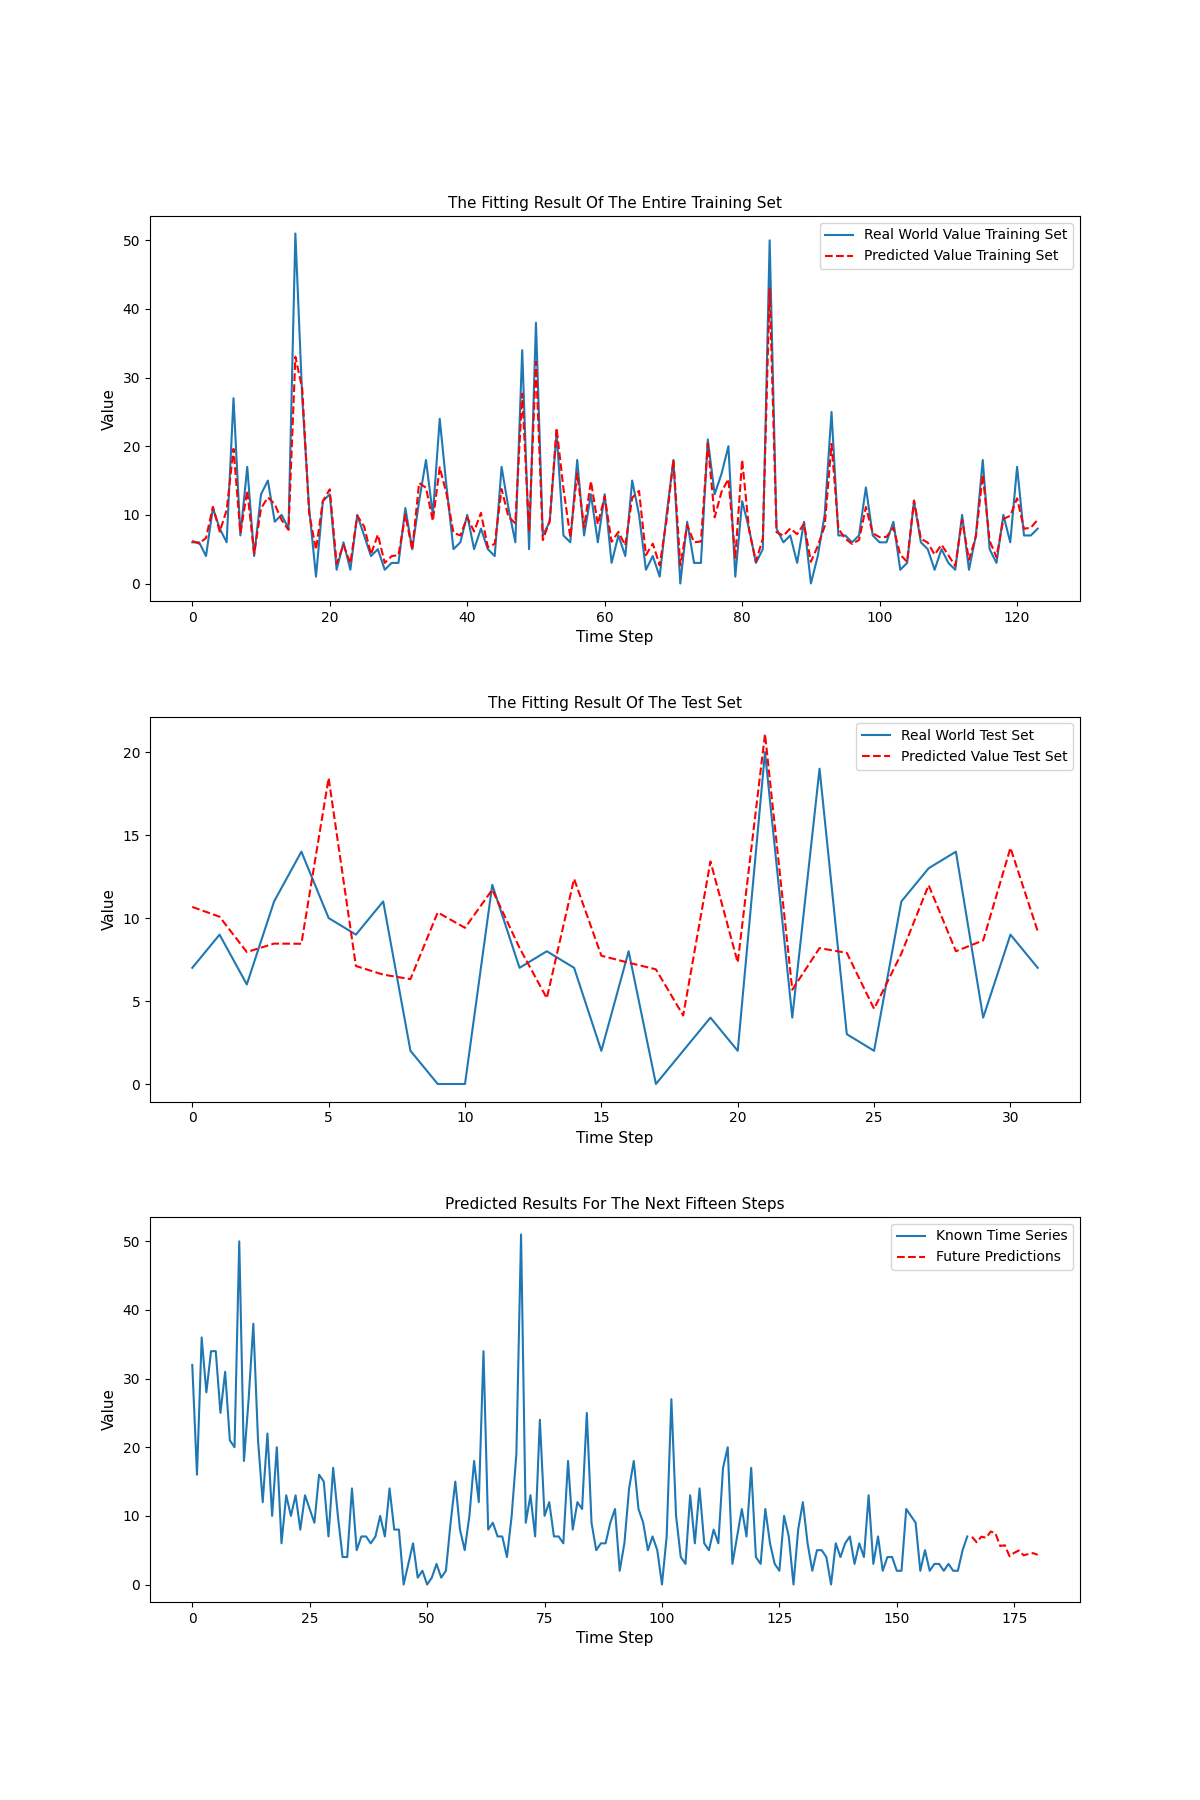 The Fitting Result Of The Entire Training Set
50
40
30
20
10
0
Value
Real World Value Training Set
Predicted Value Training Set
0 20 40 60 80 100 120
Time Step
The Fitting Result Of The Test Set
20
15
10
5
0
Value
Real World Test Set
Predicted Value Test Set
0 5 10 15 20 25 30
Time Step
Predicted Results For The Next Fifteen Steps
50
40
30
20
10
0
Value
Known Time Series
Future Predictions
0 25 50 75 100 125 150 175
Time Step